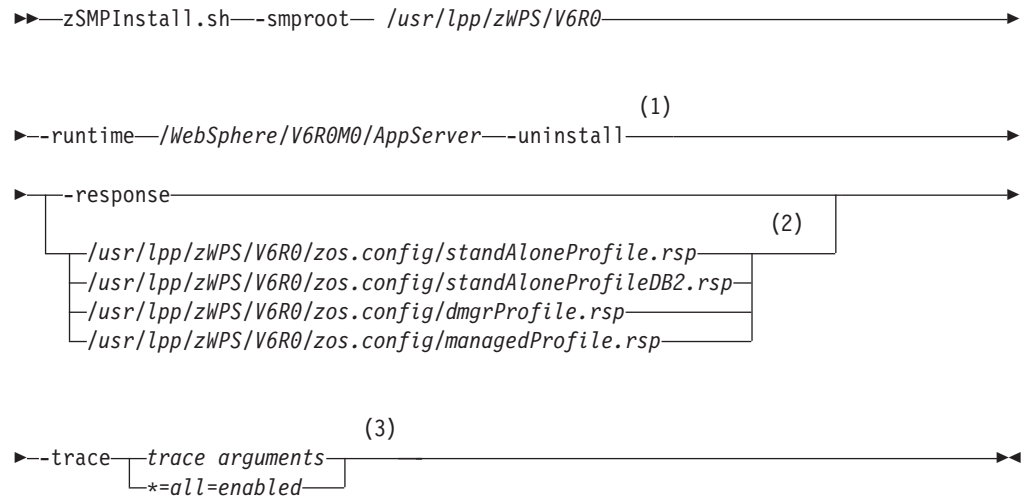 zSMPInstall.sh -smproot /usr/lpp/zWPS/V6R0
(1)
-runtime /WebSphere/V6R0M0/AppServer -uninstall
-response
(2)
/usr/lpp/zWPS/V6R0/zos.config/standAloneProfile.rsp
/usr/lpp/zWPS/V6R0/zos.config/standAloneProfileDB2.rsp
/usr/lpp/zWPS/V6R0/zos.config/dmgrProfile.rsp
/usr/lpp/zWPS/V6R0/zos.config/managedProfile.rsp
(3)
-trace trace arguments
*=all=enabled